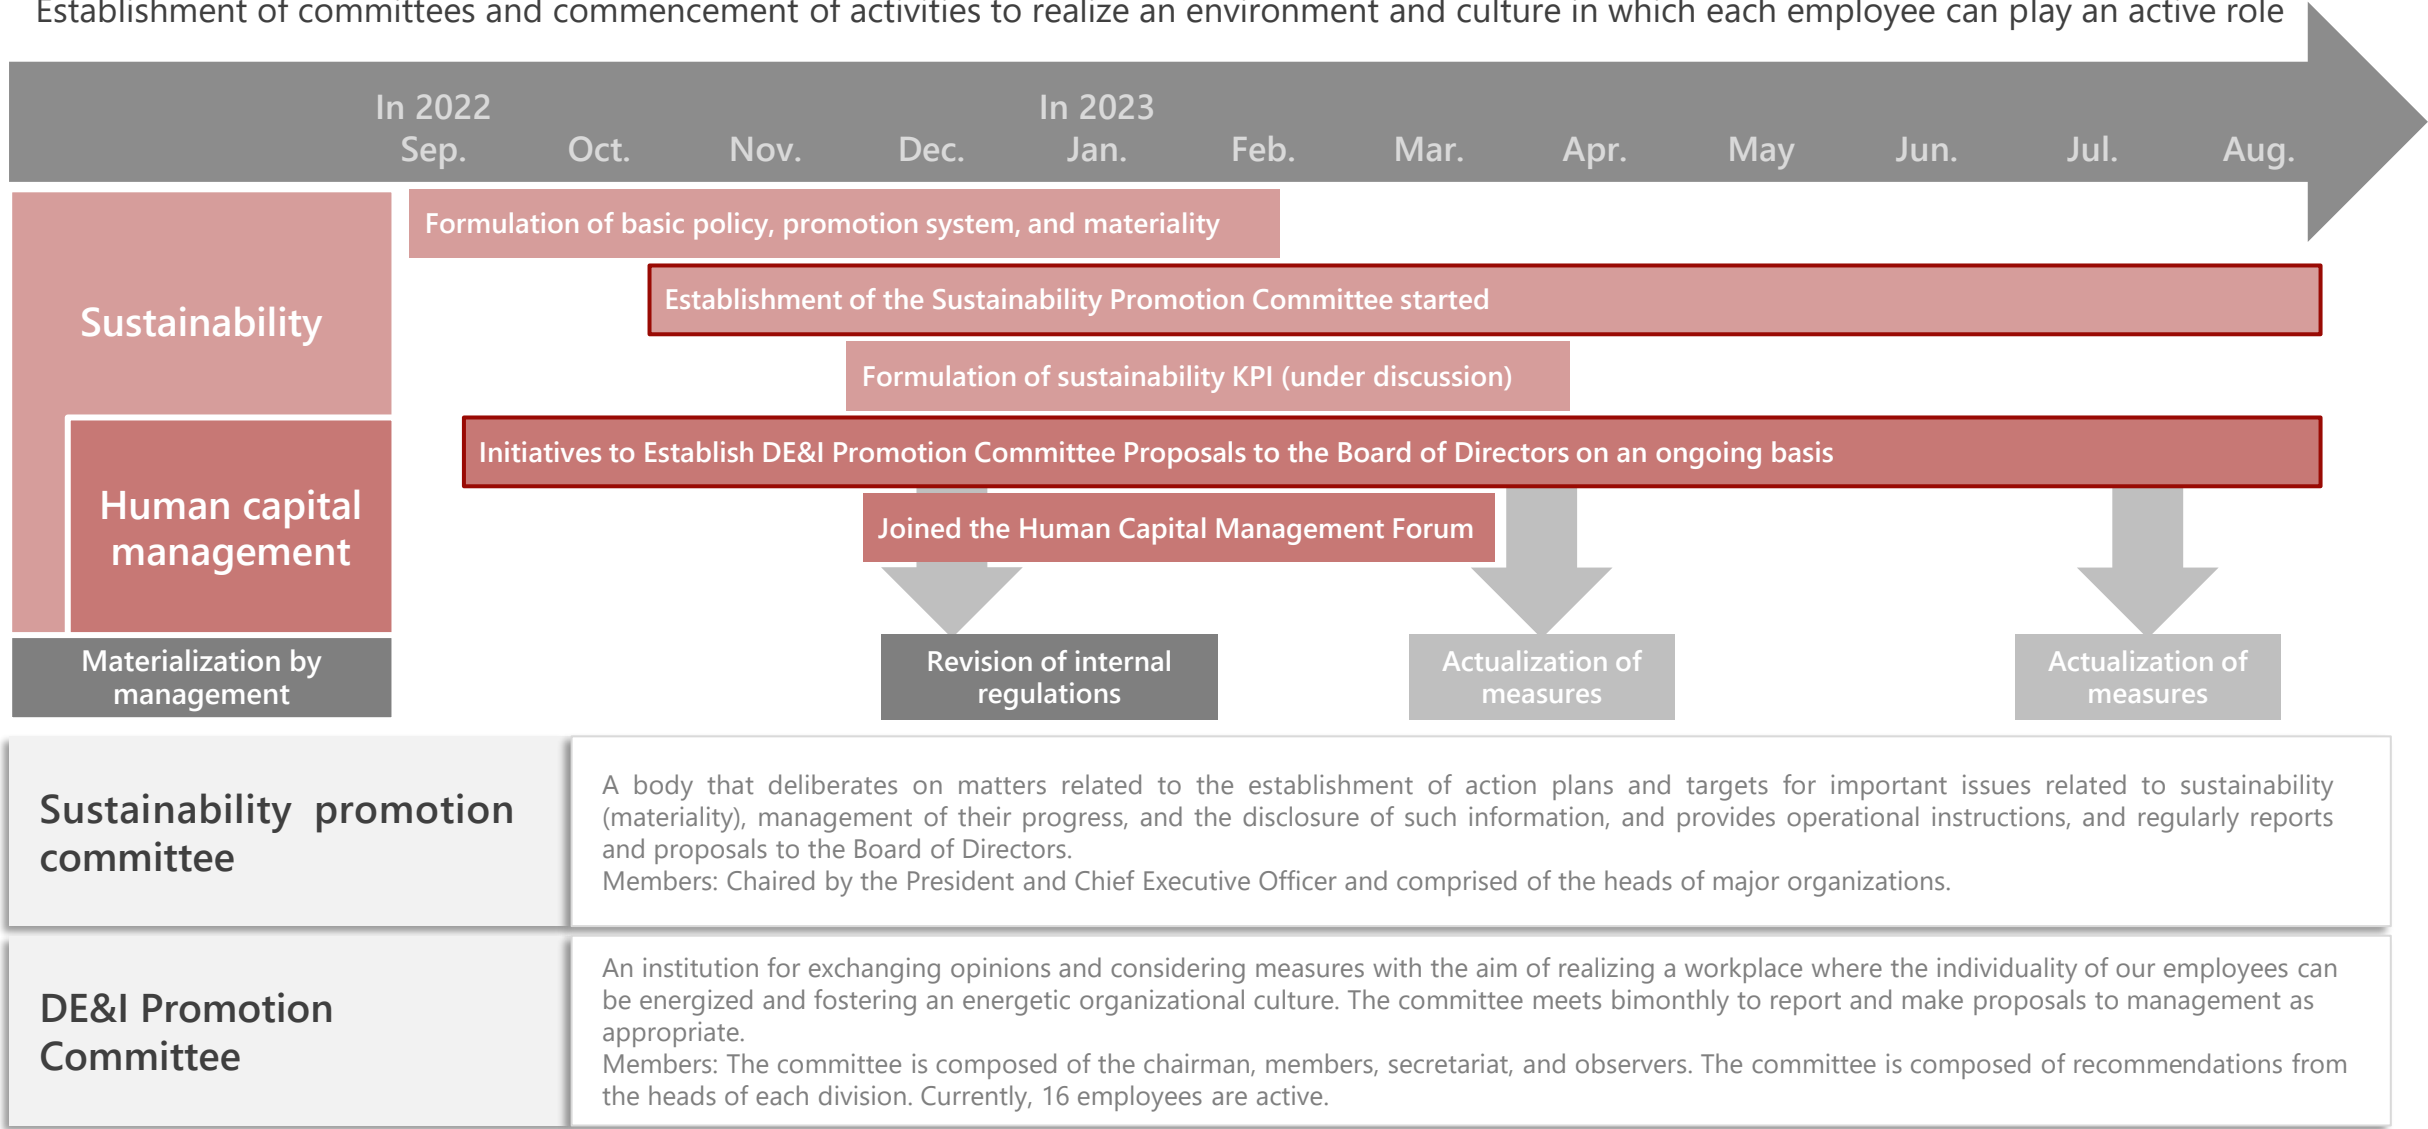 Establishment of committees and commencement of activities to realize an environment and culture in which each employee can play an active role
In 2022
In 2023
Sep. Oct. Nov. Dec. Jan. Feb. Mar. Apr. May Jun. Jul. Aug.
Sustainability
Formulation of basic policy, promotion system, and materiality
Establishment of the Sustainability Promotion Committee started
Formulation of sustainability KPI (under discussion)
Human capital
management
Initiatives to Establish DE&I Promotion Committee Proposals to the Board of Directors on an ongoing basis
Joined the Human Capital Management Forum
Materialization by
management
Revision of internal
regulations
Actualization of
measures
Actualization of
measures
Sustainability promotion
committee
A body that deliberates on matters related to the establishment of action plans and targets for important issues related to sustainability
(materiality), management of their progress, and the disclosure of such information, and provides operational instructions, and regularly reports
and proposals to the Board of Directors.
Members: Chaired by the President and Chief Executive Officer and comprised of the heads of major organizations.
DE&I Promotion
Committee
An institution for exchanging opinions and considering measures with the aim of realizing a workplace where the individuality of our employees can
be energized and fostering an energetic organizational culture. The committee meets bimonthly to report and make proposals to management as
appropriate.
Members: The committee is composed of the chairman, members, secretariat, and observers. The committee is composed of recommendations from
the heads of each division. Currently, 16 employees are active.